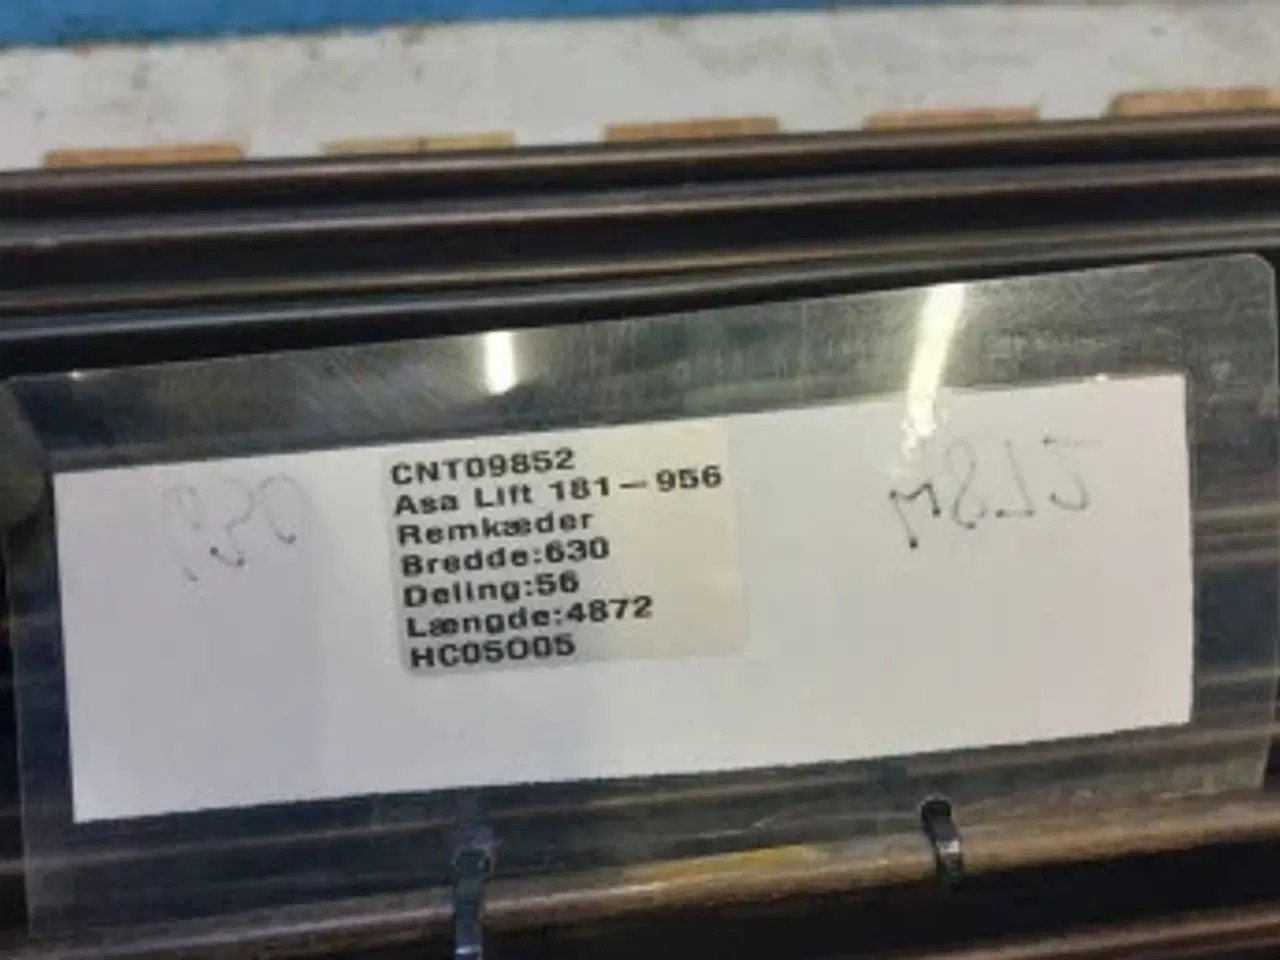 CNT09852
Asa Lift 181-956
Remkæder
Bredde:630
Deling:56
Længde:4872
HC05005